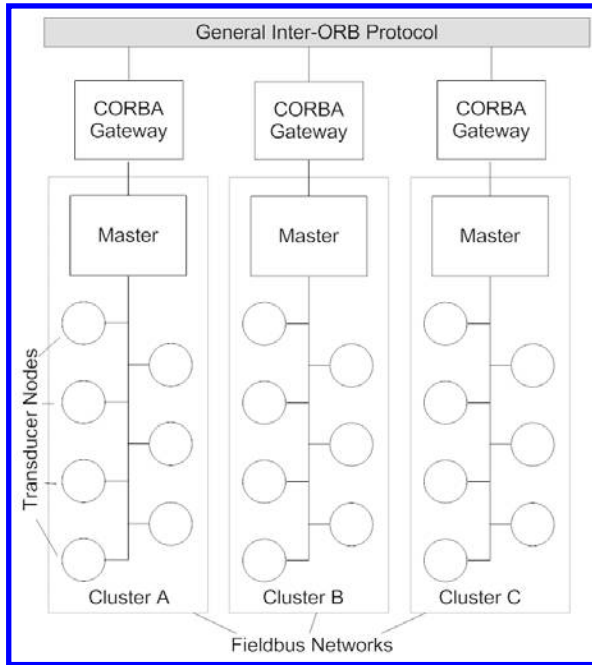 General Inter-ORB Protocol
CORBA
Gateway
CORBA
Gateway
CORBA
Gateway
Master
Master
Master
Transducer Nodes
Cluster A
Cluster B
Cluster C
Fieldbus Networks